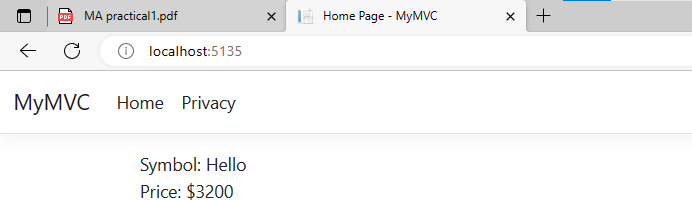 MA practical1.pdf
Home Page - MyMVC
localhost:5135
MyMVC Home Privacy
Symbol: Hello
Price: $3200